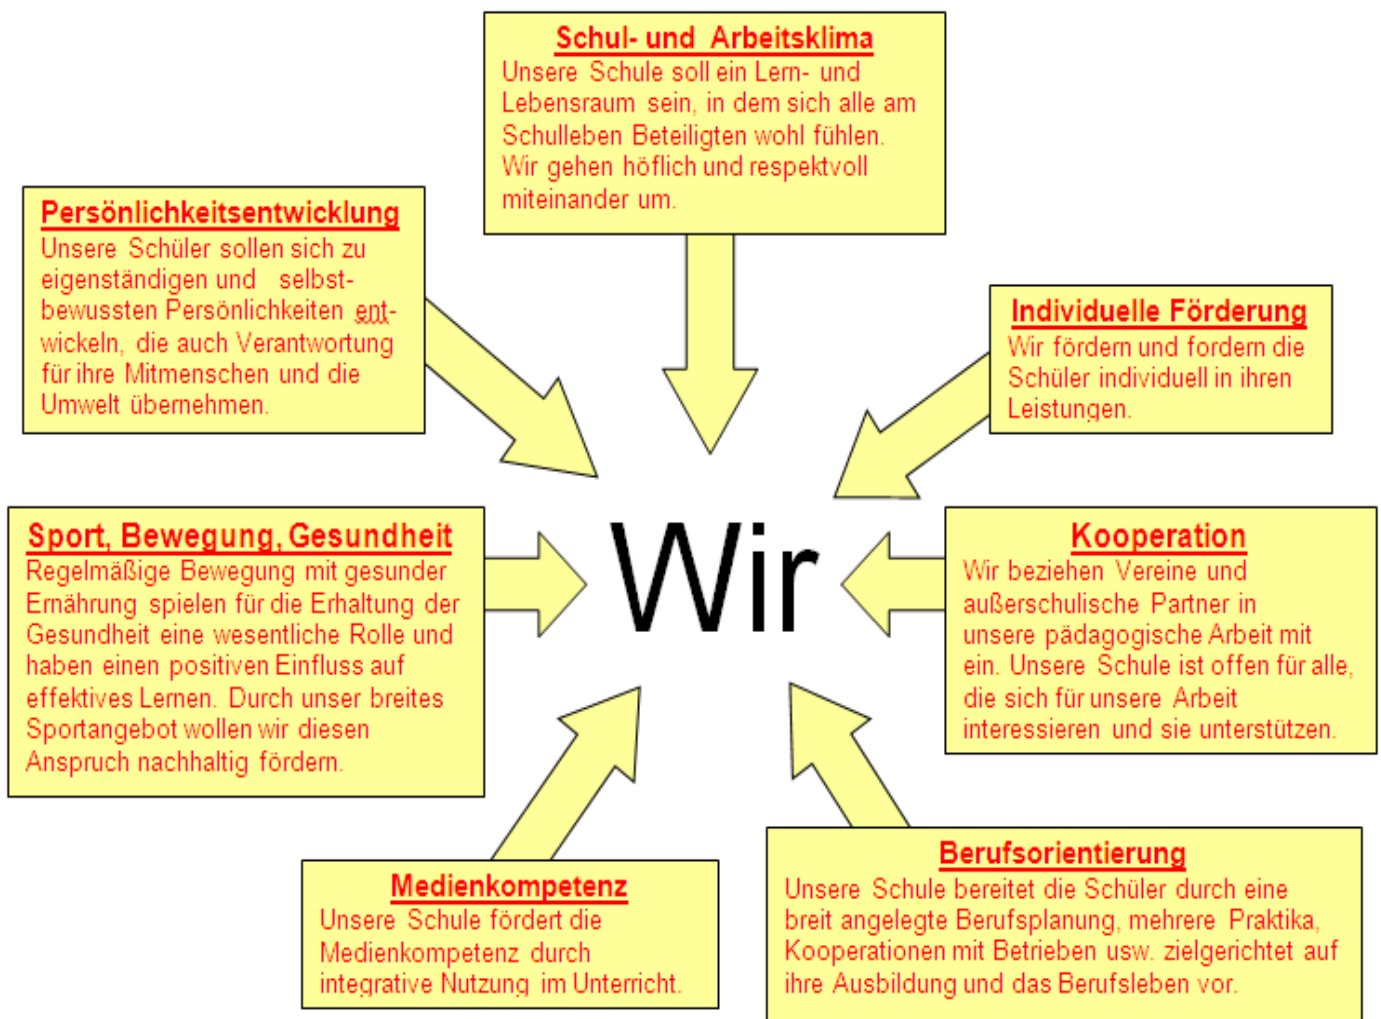 Schul- und Arbeitsklima
Unsere Schule soll ein Lern- und
Lebensraum sein, in dem sich alle am
Schulleben Beteiligten wohl fühlen.
Wir gehen höflich und respektvoll
miteinander um.
Persönlichkeitsentwicklung
Unsere Schüler sollen sich zu
eigenständigen und selbst-
bewussten Persönlichkeiten ent-
wickeln, die auch Verantwortung
für ihre Mitmenschen und die
Umwelt übernehmen.
Individuelle Förderung
Wir fördern und fordern die
Schüler individuell in ihren
Leistungen.
Sport, Bewegung, Gesundheit
Regelmäßige Bewegung mit gesunder
Ernährung spielen für die Erhaltung der
Gesundheit eine wesentliche Rolle und
haben einen positiven Einfluss auf
effektives Lernen. Durch unser breites
Sportangebot wollen wir diesen
Anspruch nachhaltig fördern.
Wir
Kooperation
Wir beziehen Vereine und
außerschulische Partner in
unsere pädagogische Arbeit mit
ein. Unsere Schule ist offen für alle,
die sich für unsere Arbeit
interessieren und sie unterstützen.
Medienkompetenz
Unsere Schule fördert die
Medienkompetenz durch
integrative Nutzung im Unterricht.
Berufsorientierung
Unsere Schule bereitet die Schüler durch eine
breit angelegte Berufsplanung, mehrere Praktika,
Kooperationen mit Betrieben usw. zielgerichtet auf
ihre Ausbildung und das Berufsleben vor.